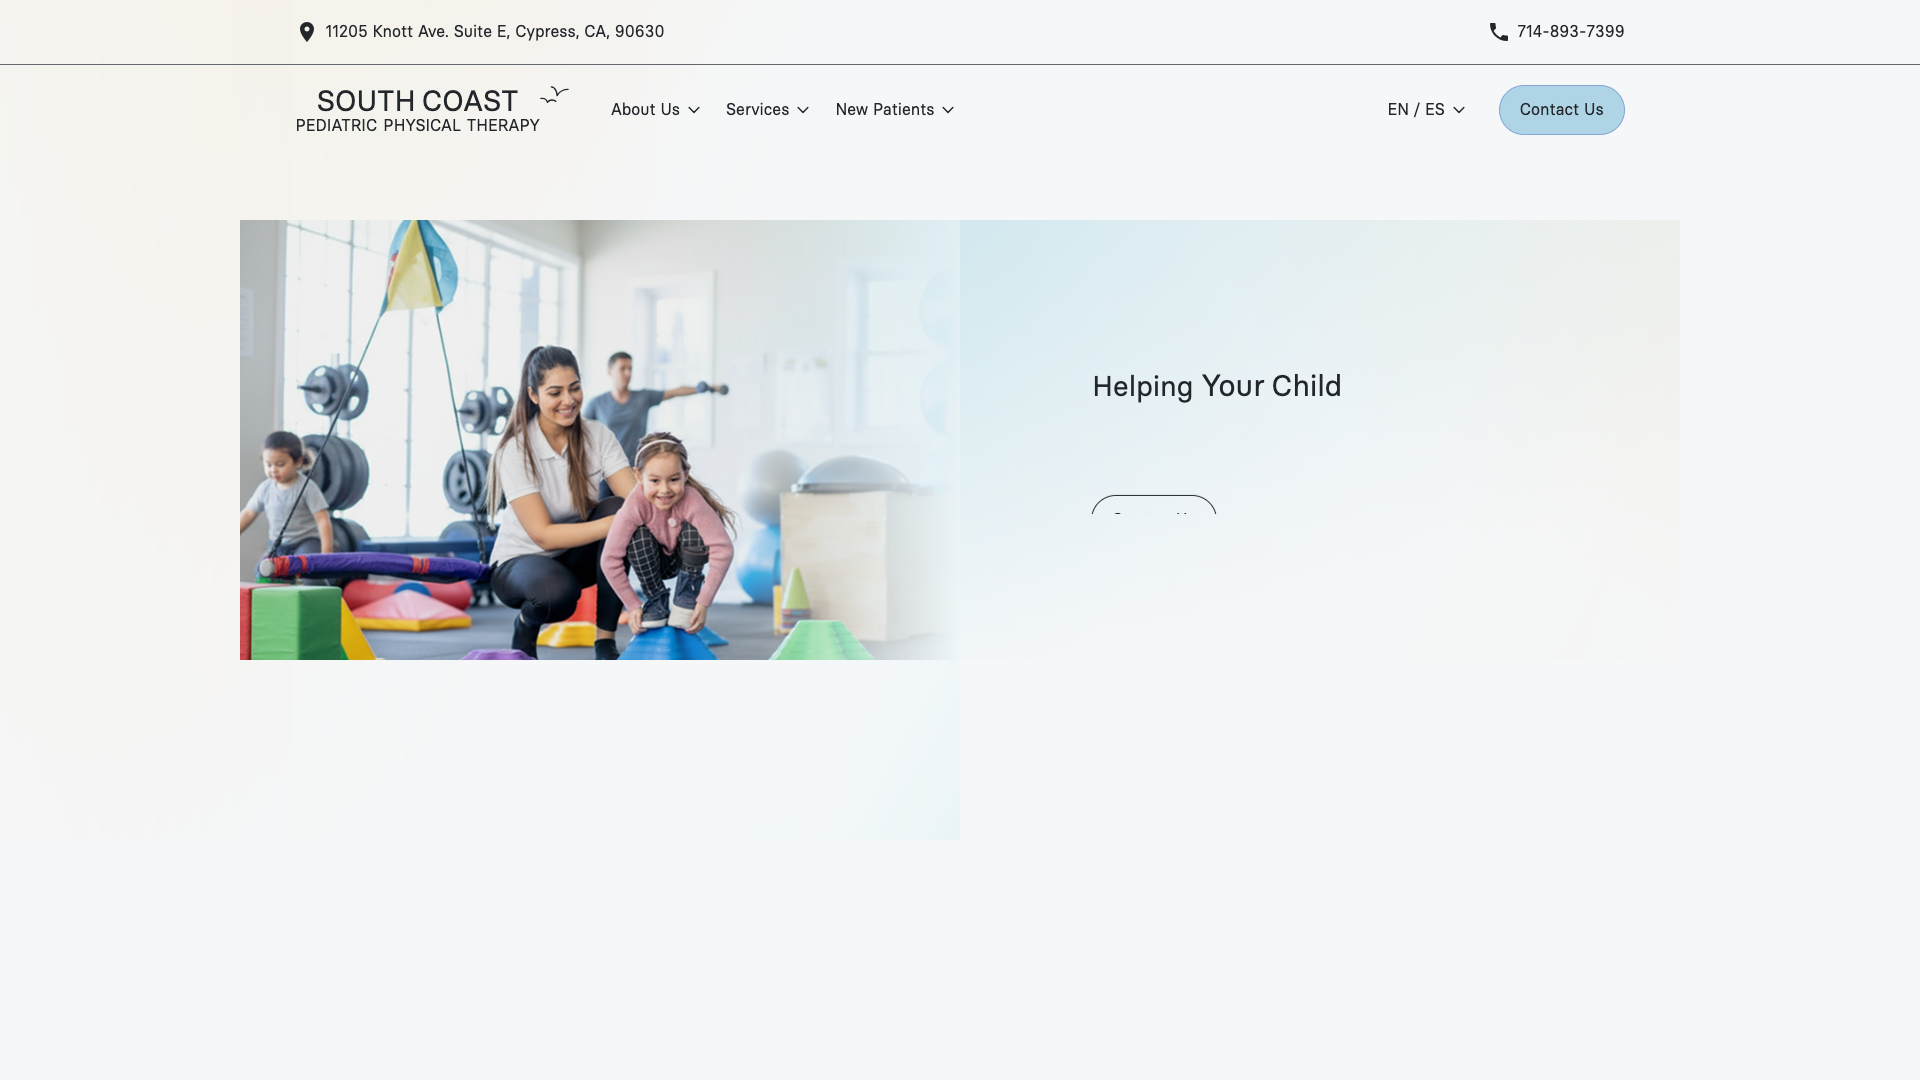 11205 Knott Ave. Suite E, Cypress, CA, 90630
714-893-7399
SOUTH COAST
PEDIATRIC PHYSICAL THERAPY
About Us
Services
New Patients
EN / ES
Contact Us
Helping Your Child